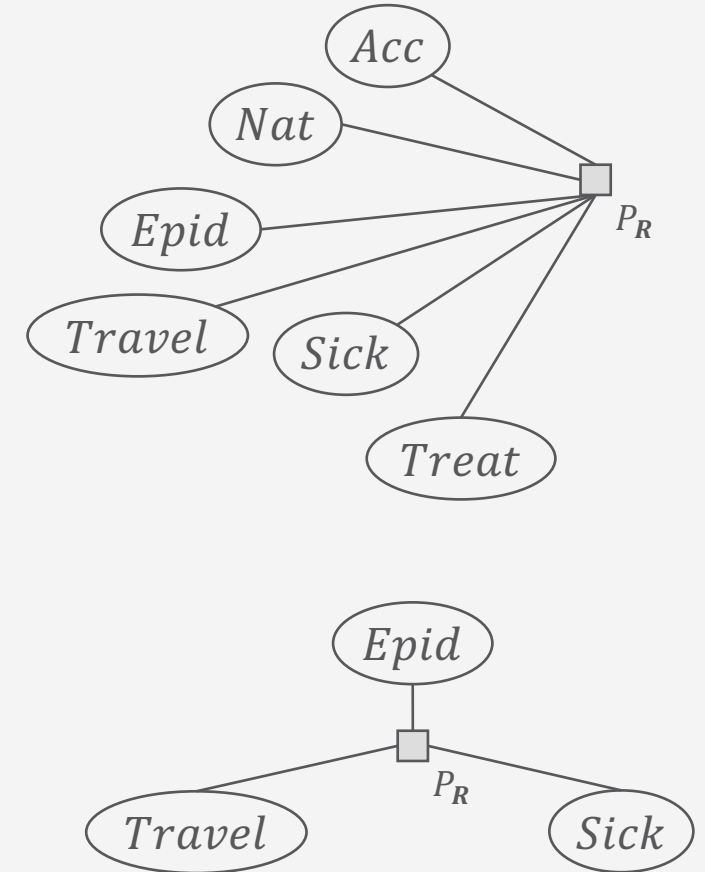 Acc
Nat
P_R
Epid
Travel
Sick
Treat
Epid
P_R
Travel
Sick